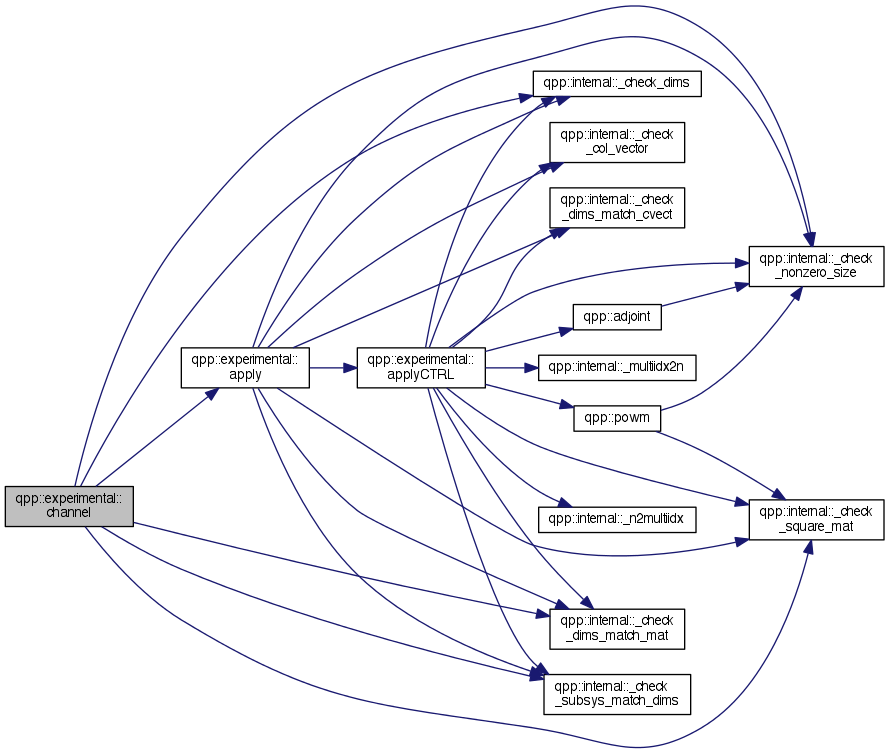 qpp::internal::_check_dims
qpp::internal::_check
_col_vector
qpp::internal::_check
_dims_match_cvect
qpp::internal::_check
_nonzero_size
qpp::adjoint
qpp::experimental::
apply
qpp::experimental::
applyCTRL
qpp::internal::_multiidx2n
qpp::powm
qpp::experimental::
channel
qpp::internal::_n2multiidx
qpp::internal::_check
_square_mat
qpp::internal::_check
_dims_match_mat
qpp::internal::_check
_subsys_match_dims